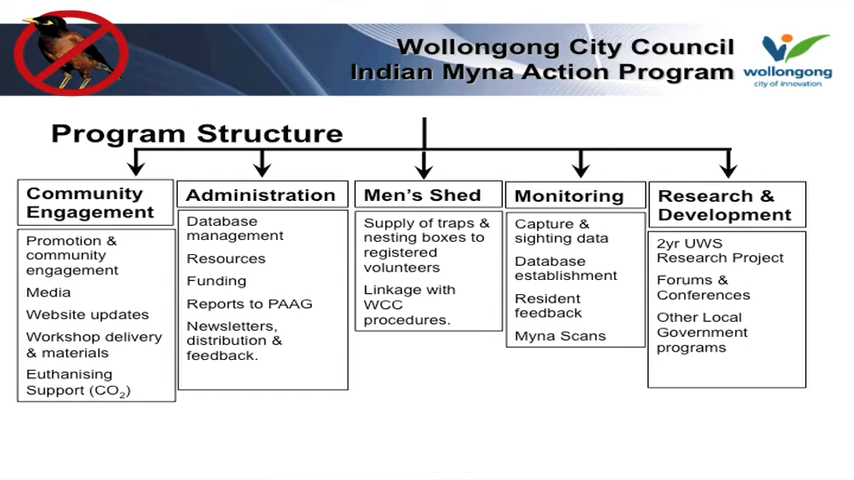 Wollongong City Council
Indian Myna Action Program
wollongong
city of innovation
Program Structure
Community
Engagement
Promotion &
community
engagement
Media
Website updates
Workshop delivery
& materials
Euthanising
Support (CO₂)
Administration
Database
management
Resources
Funding
Reports to PAAG
Newsletters,
distribution &
feedback.
Men's Shed
Supply of traps &
nesting boxes to
registered
volunteers
Linkage with
WCC
procedures.
Monitoring
Capture &
sighting data
Database
establishment
Resident
feedback
Myna Scans
Research &
Development
2yr UWS
Research Project
Forums &
Conferences
Other Local
Government
programs